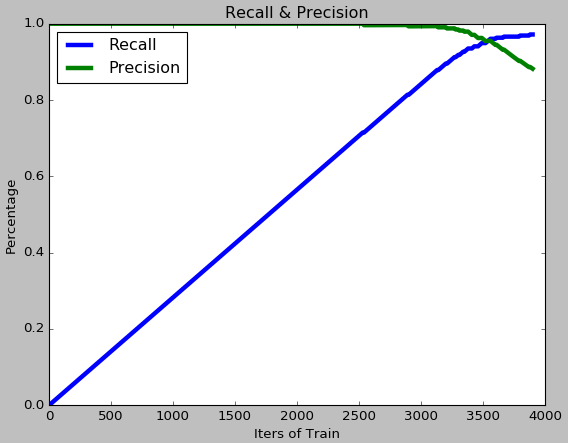 Recall & Precision
1.0
0.8
0.6
0.4
0.2
0.0
Percentage
Recall
Precision
0 500 1000 1500 2000 2500 3000 3500 4000
Iters of Train